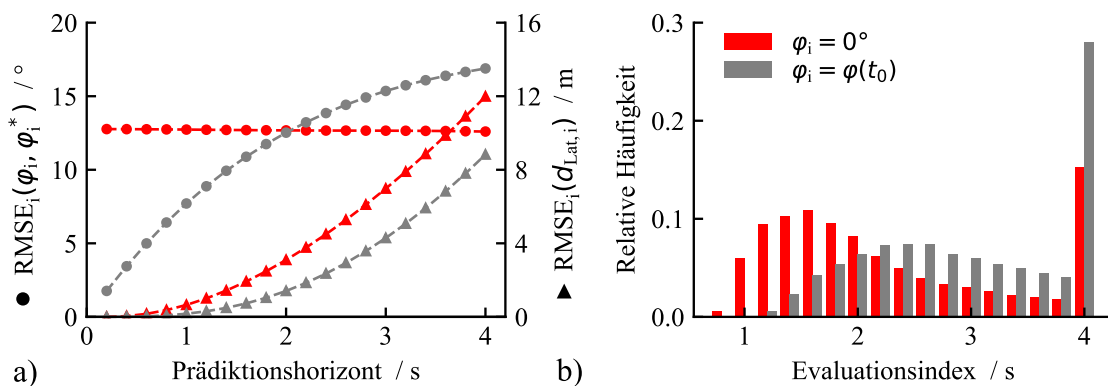 ● RMSE_i(φ_i, φ_i^*) / °
20
15
10
5
0
0
1
2
3
4
Prädiktionshorizont / s
16
12
8
4
0
▲ RMSE_i(d_Lat,i) / m
a)
Relative Häufigkeit
0.3
0.2
0.1
0.0
φ_i = 0°
φ_i = φ(t_0)
1
2
3
4
Evaluationsindex / s
b)